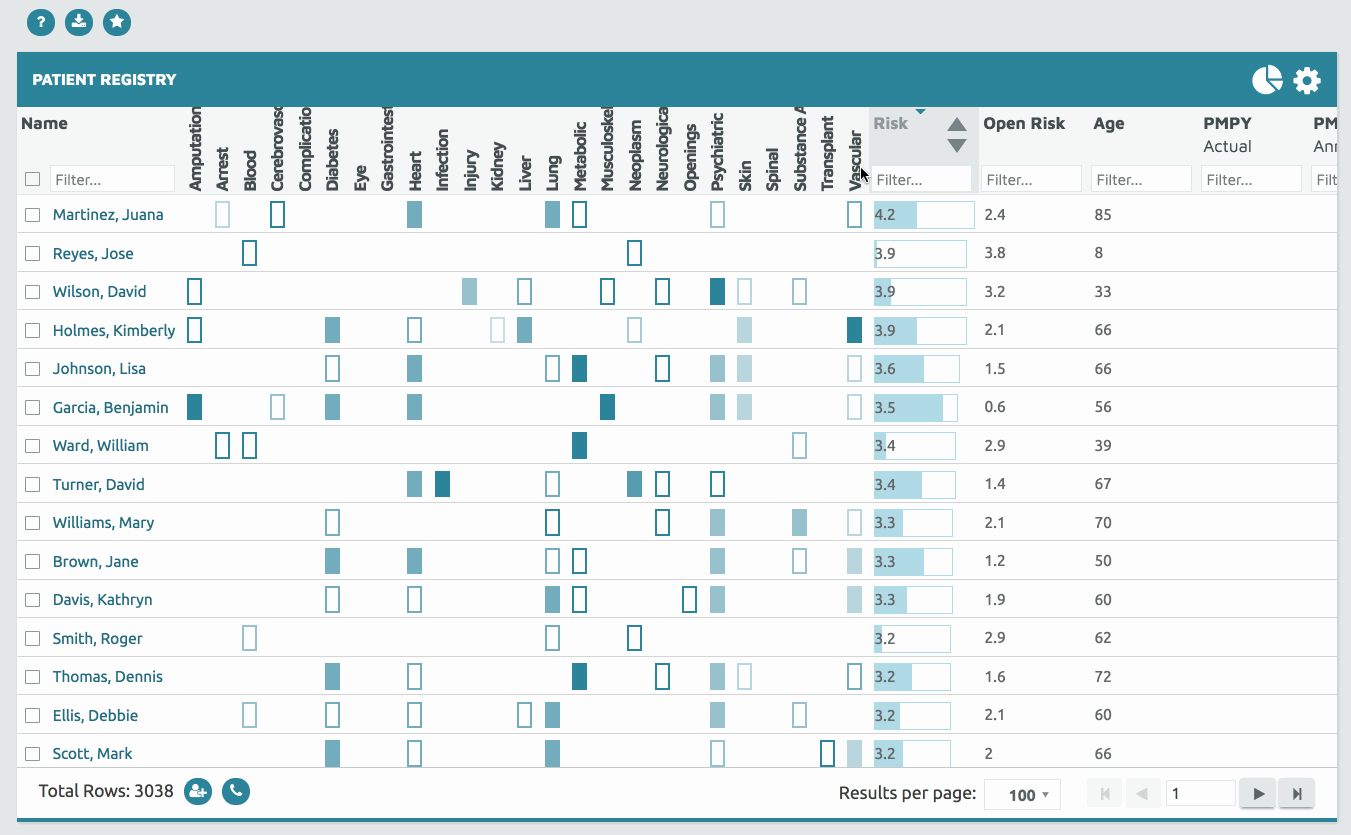 ?
PATIENT REGISTRY
Name Amputation Arrest Blood Cerebrovasc Complicatio Diabetes Eye Gastrointest Heart Infection Injury Kidney Liver Lung Metabolic Musculoskel Neoplasm Neurologica Openings Psychiatric Skin Spinal Substance A Transplant Vascular Risk Open Risk Age PMPY PM
Actual Ann
Filter... Filter... Filter... Filter... Filter... Filt
Martinez, Juana 4.2 2.4 85
Reyes, Jose 3.9 3.8 8
Wilson, David 3.9 3.2 33
Holmes, Kimberly 3.9 2.1 66
Johnson, Lisa 3.6 1.5 66
Garcia, Benjamin 3.5 0.6 56
Ward, William 3.4 2.9 39
Turner, David 3.4 1.4 67
Williams, Mary 3.3 2.1 70
Brown, Jane 3.3 1.2 50
Davis, Kathryn 3.3 1.9 60
Smith, Roger 3.2 2.9 62
Thomas, Dennis 3.2 1.6 72
Ellis, Debbie 3.2 2.1 60
Scott, Mark 3.2 2 66
Total Rows: 3038 Results per page: 100 1